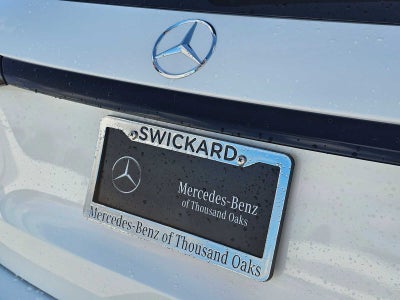 SWICKARD
Mercedes-Benz
of Thousand Oaks
Mercedes-Benz of Thousand Oaks